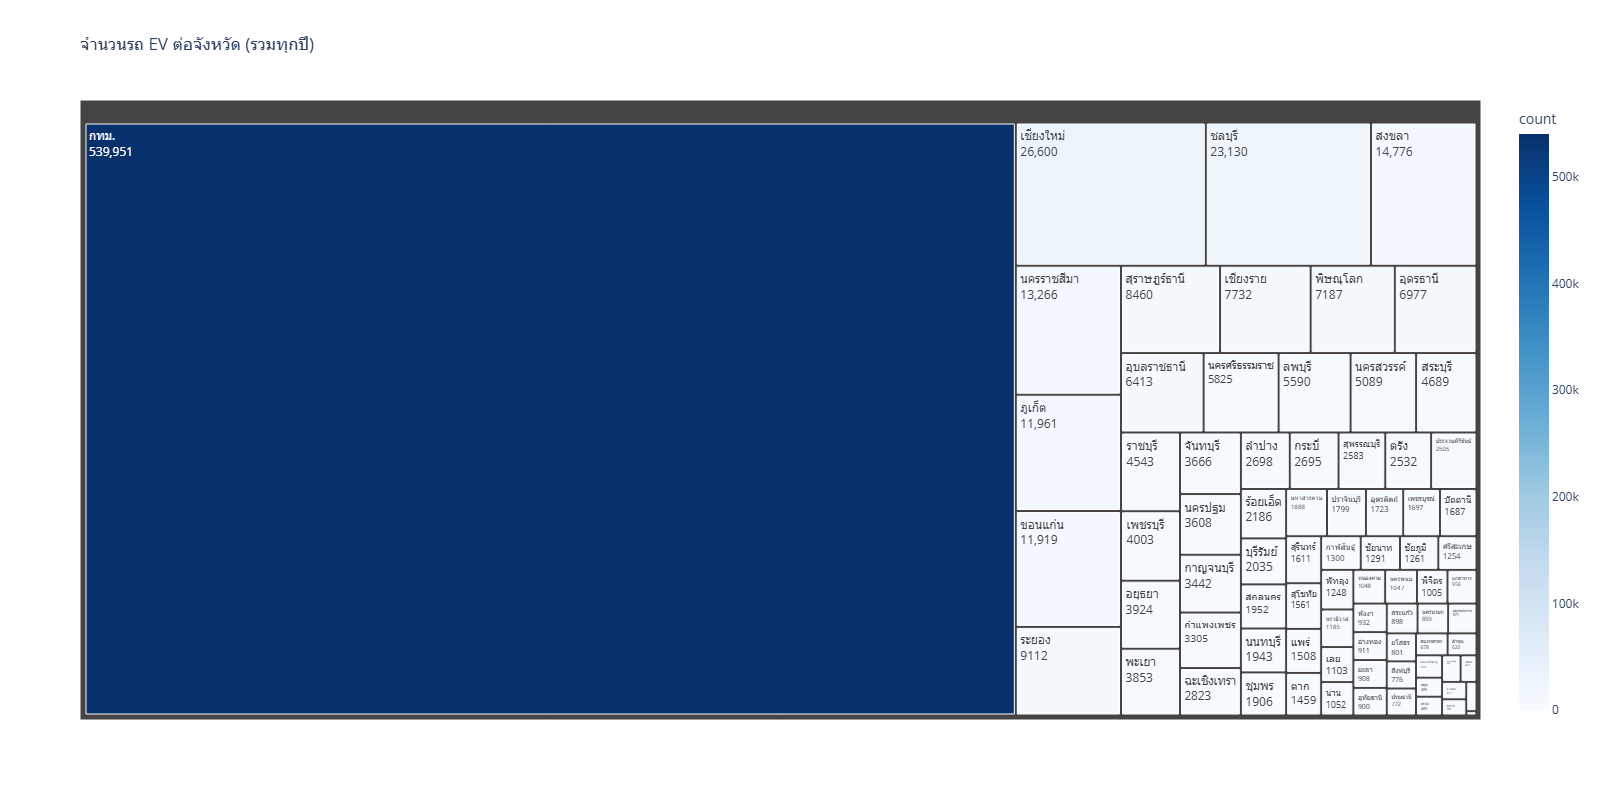 จำนวนรถ EV ต่อจังหวัด (รวมทุกปี)
กทม.
539,951
เชียงใหม่
26,600
ชลบุรี
23,130
สงขลา
14,776
นครราชสีมา
13,266
ภูเก็ต
11,961
ขอนแก่น
11,919
ระยอง
9112
สุราษฎร์ธานี
8460
เชียงราย
7732
พิษณุโลก
7187
อุดรธานี
6977
อุบลราชธานี
6413
นครศรีธรรมราช
5825
ลพบุรี
5590
นครสวรรค์
5089
สระบุรี
4689
ราชบุรี
4543
เพชรบุรี
4003
อยุธยา
3924
พะเยา
3853
จันทบุรี
3666
นครปฐม
3608
กาญจนบุรี
3442
กำแพงเพชร
3305
ฉะเชิงเทรา
2823
ลำปาง
2698
กระบี่
2695
สุพรรณบุรี
2583
ตรัง
2532
ประจวบคีรีขันธ์
2505
ร้อยเอ็ด
2186
บุรีรัมย์
2035
สกลนคร
1952
นนทบุรี
1943
ชุมพร
1906
มหาสารคาม
1888
ปราจีนบุรี
1799
อุตรดิตถ์
1723
เพชรบูรณ์
1697
ปัตตานี
1687
สุรินทร์
1611
สุโขทัย
1561
แพร่
1508
ตาก
1459
กาฬสินธุ์
1300
ชัยนาท
1291
ชัยภูมิ
1261
ศรีสะเกษ
1254
พัทลุง
1248
นราธิวาส
1185
เลย
1103
น่าน
1052
หนองคาย
1048
นครพนม
1047
พิจิตร
1005
มุกดาหาร
956
พังงา
932
อ่างทอง
911
ยะลา
908
อุทัยธานี
900
สระแก้ว
898
นครนายก
893
ยโสธร
801
สิงห์บุรี
776
ปทุมธานี
772
สมุทรสาคร
678
ลำพูน
620
count
500k
400k
300k
200k
100k
0